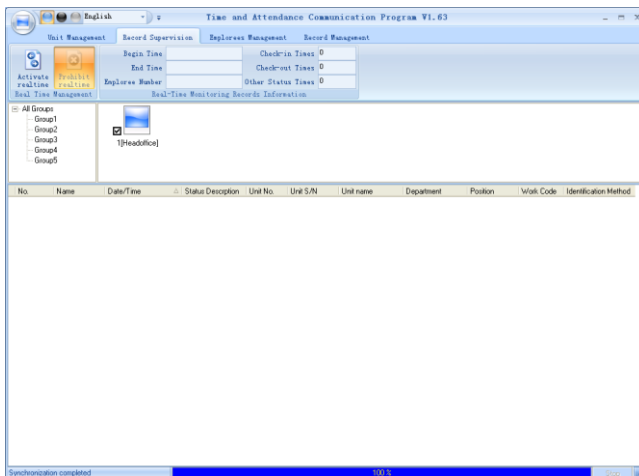 English
Time and Attendance Communication Program V1.63
Unit Management Record Supervision Employees Management Record Management
Activate realtime
Prohibit realtime
Begin Time
End Time
Employee Number
Check-in Times 0
Check-out Times 0
Other Status Times 0
Real Time Management
Real-Time Monitoring Records Information
All Groups
Group1
Group2
Group3
Group4
Group5
1[Headoffice]
No. Name Date/Time Status Description Unit No. Unit S/N Unit name Department Position Work Code Identification Method
Synchronization completed 100 % Stop